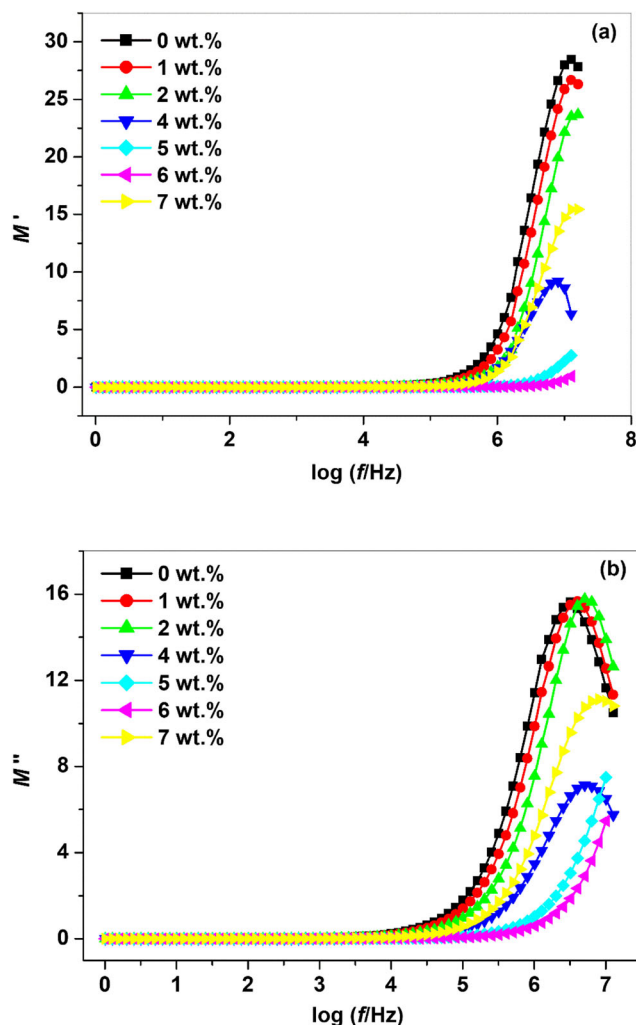 (a)
0 wt.%
1 wt.%
2 wt.%
4 wt.%
5 wt.%
6 wt.%
7 wt.%
30
25
20
15
10
5
0
M'
0 2 4 6 8
log (f/Hz)
(b)
0 wt.%
1 wt.%
2 wt.%
4 wt.%
5 wt.%
6 wt.%
7 wt.%
16
12
8
4
0
M"
0 1 2 3 4 5 6 7
log (f/Hz)